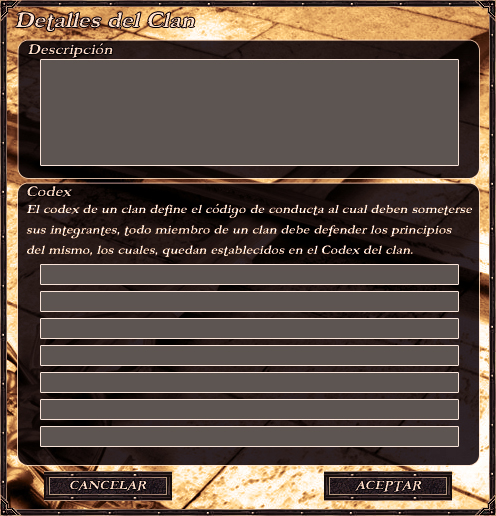 Detalles del Clan
Descripción
Codex
El codex de un clan define el código de conducta al cual deben someterse
sus integrantes, todo miembro de un clan debe defender los principios
del mismo, los cuales, quedan establecidos en el Codex del clan.
CANCELAR
ACEPTAR